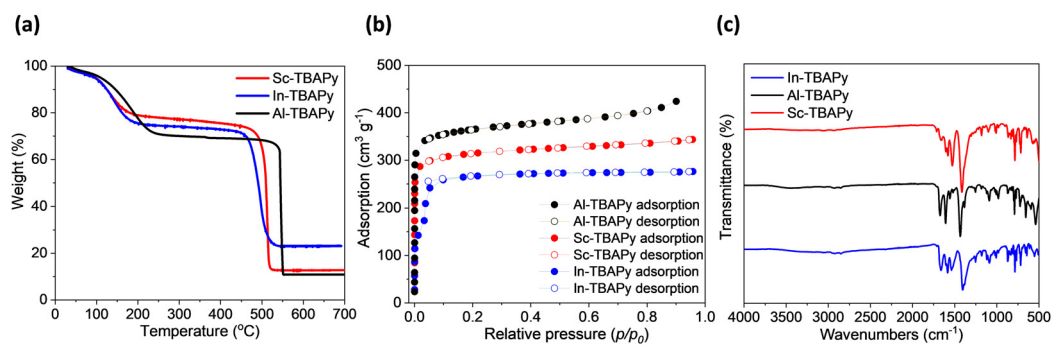 (a)
(b)
(c)
100
80
60
40
20
0
0 100 200 300 400 500 600 700
Weight (%)
Temperature (°C)
Sc-TBAPy
In-TBAPy
Al-TBAPy
500
400
300
200
100
0
0.0 0.2 0.4 0.6 0.8 1.0
Adsorption (cm³ g⁻¹)
Relative pressure (p/p₀)
Al-TBAPy adsorption
Al-TBAPy desorption
Sc-TBAPy adsorption
Sc-TBAPy desorption
In-TBAPy adsorption
In-TBAPy desorption
Transmittance (%)
In-TBAPy
Al-TBAPy
Sc-TBAPy
4000 3500 3000 2500 2000 1500 1000 500
Wavenumbers (cm⁻¹)